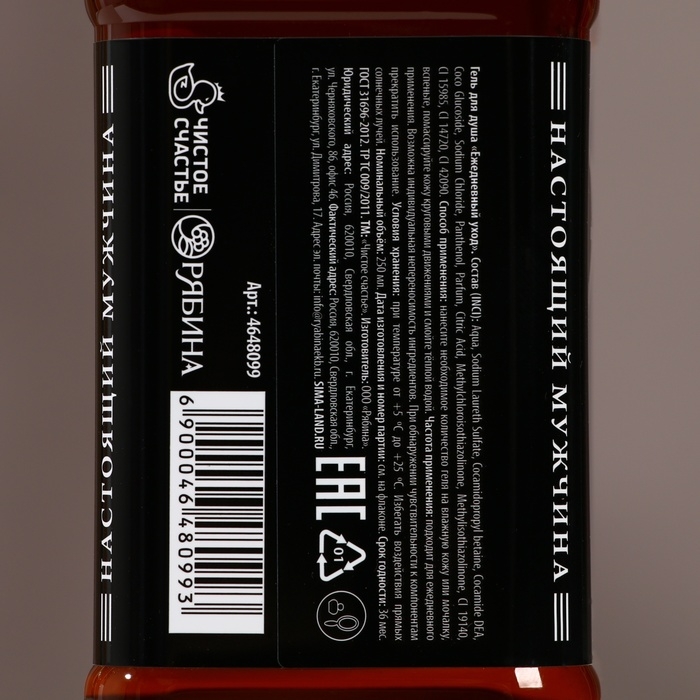 НАСТОЯЩИЙ МУЖЧИНА
Гель для душа «Ежедневный уход». Состав (INCI): Aqua, Sodium Laureth Sulfate, Cocamidopropyl betaine, Cocamide DEA,
Coco Glucoside, Sodium Chloride, Panthenol, Parfum, Citric Acid, Methylchloroisothiazolinone, Methylisothiazolinone, CI 19140,
CI 15985, CI 14720, CI 42090. Способ применения: нанесите необходимое количество геля на влажную кожу или мочалку,
вспеньте, помассируйте кожу круговыми движениями и смойте тёплой водой. Частота применения: подходит для ежедневного
применения. Возможна индивидуальная непереносимость ингредиентов. При обнаружении чувствительности к компонентам
прекратить использование. Условия хранения: при температуре от +5 °С до +25 °С. Избегать воздействия прямых
солнечных лучей. Номинальный объём: 250 мл. Дата изготовления и номер партии: см. на флаконе. Срок годности: 36 мес.
ГОСТ 31696-2012. ТР ТС 009/2011. ТМ: «Чистое счастье». Изготовитель: ООО «Рябина».
Юридический адрес: Россия, 620010, Свердловская обл., г. Екатеринбург,
ул. Черняховского, 86, офис 46. Фактический адрес: Россия, 620010, Свердловская обл.,
г. Екатеринбург, ул. Димитрова, 17. Адрес эл. почты: info@ryabinaekb.ru. SIMA-LAND.RU
EAC
01
Арт.: 4648099
ЧИСТОЕ
СЧАСТЬЕ
РЯБИНА
6 900046 480993
НАСТОЯЩИЙ МУЖЧИНА